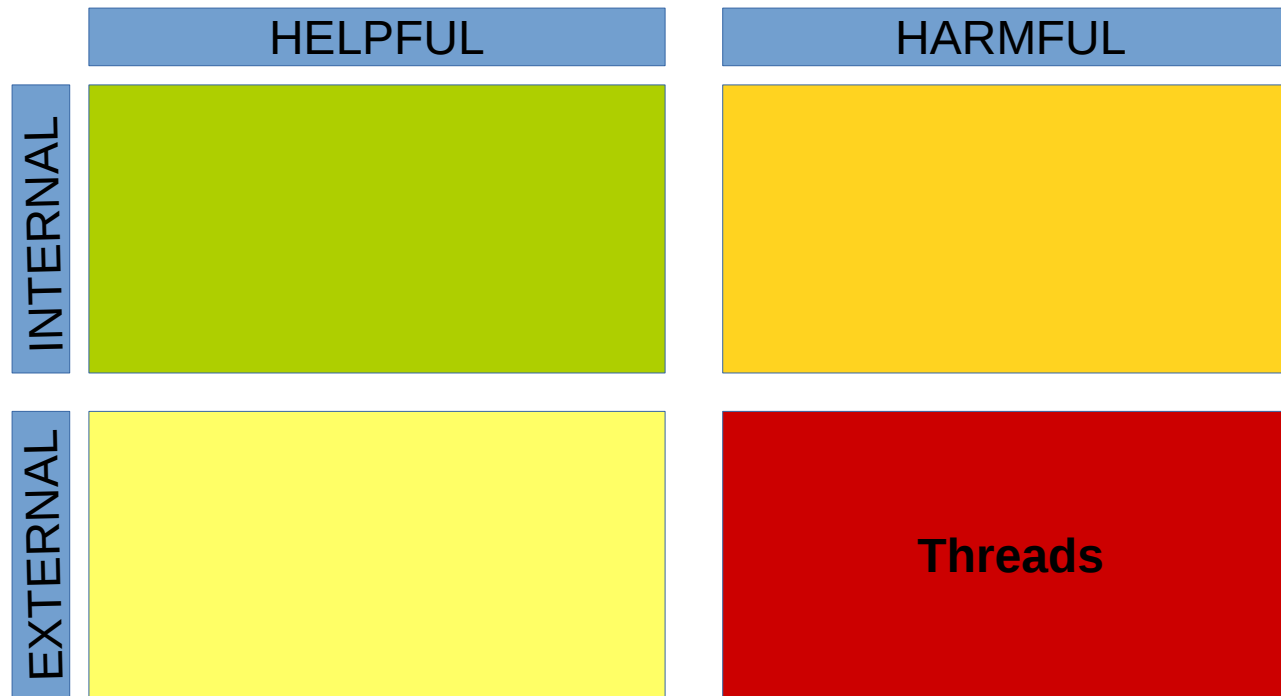 HELPFUL
HARMFUL
INTERNAL
EXTERNAL
Threads